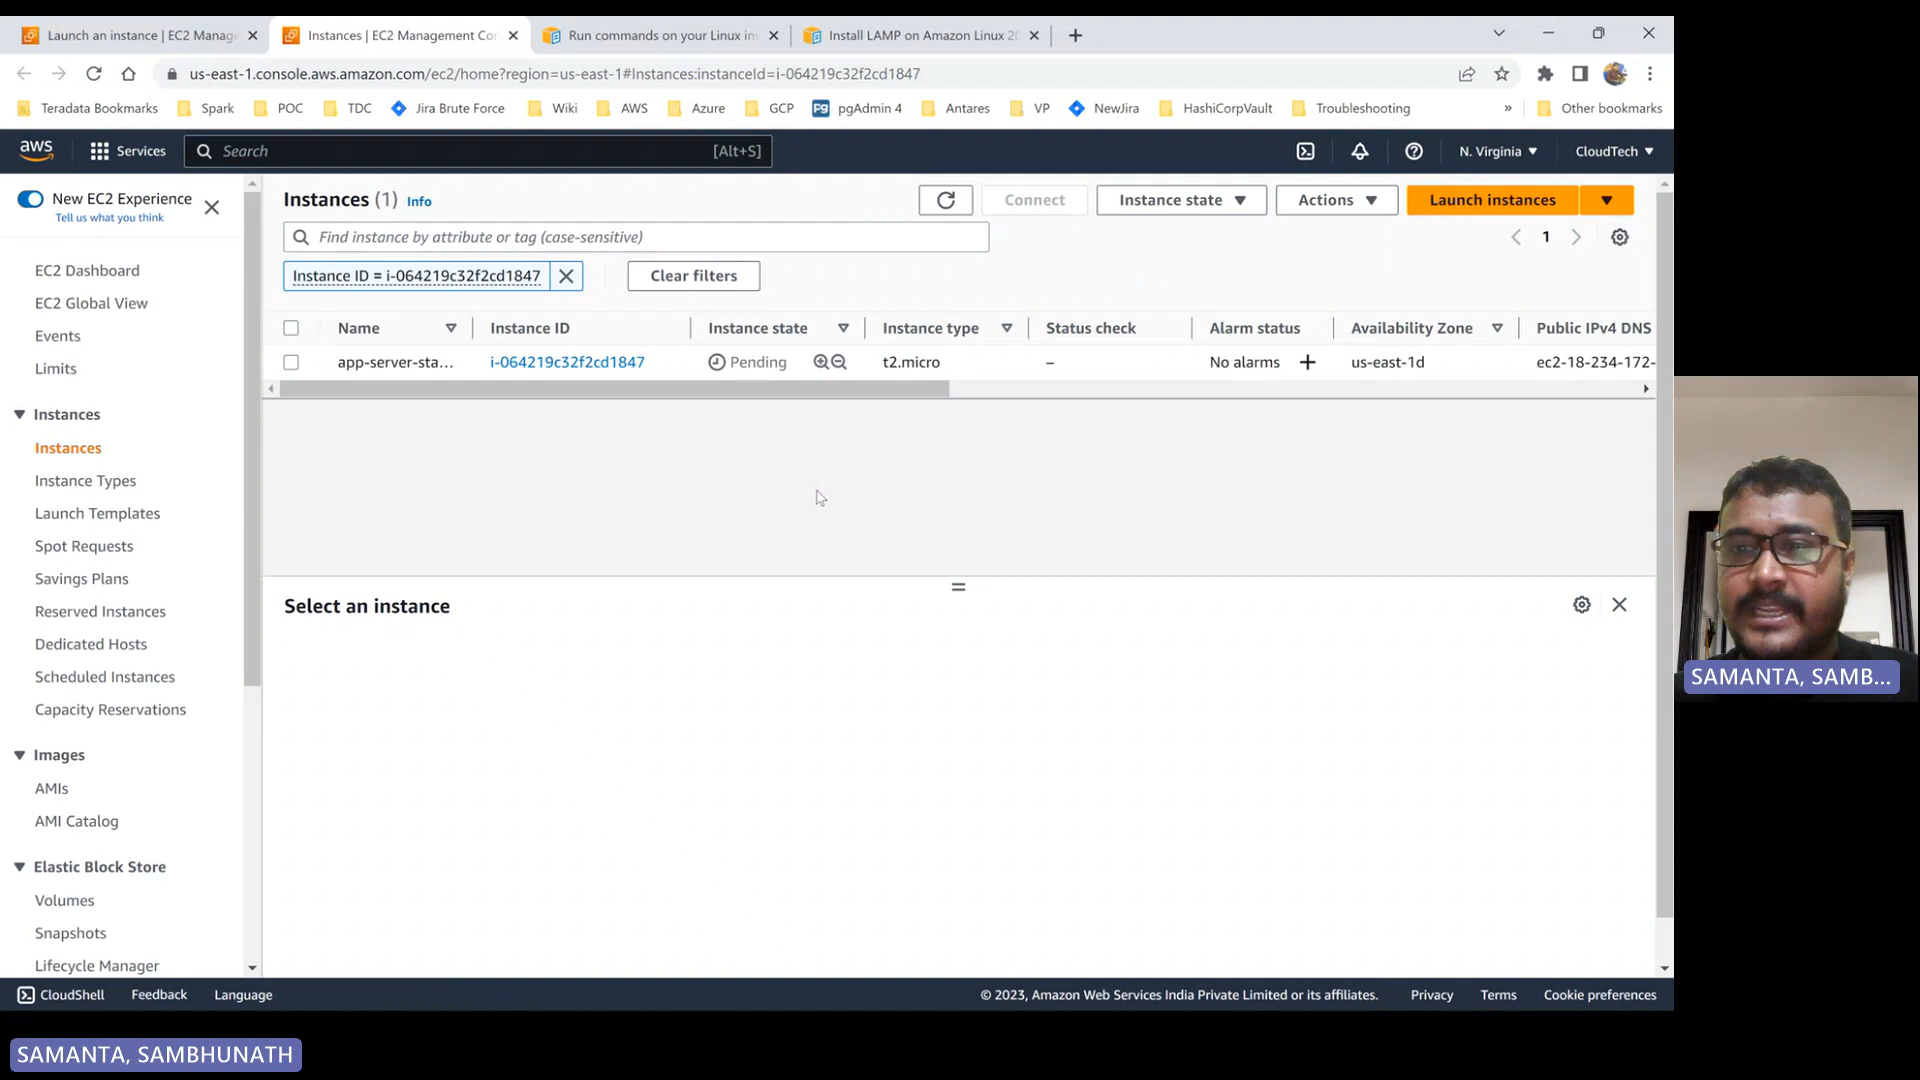 Launch an instance | EC2 Manage
Instances | EC2 Management Con
Run commands on your Linux ins
Install LAMP on Amazon Linux 20
us-east-1.console.aws.amazon.com/ec2/home?region=us-east-1#Instances:instanceId=i-064219c32f2cd1847
Teradata Bookmarks
Spark
POC
TDC
Jira Brute Force
Wiki
AWS
Azure
GCP
Pg
pgAdmin 4
Antares
VP
NewJira
HashiCorpVault
Troubleshooting
»
Other bookmarks
aws
Services
Search
[Alt+S]
N. Virginia
CloudTech
New EC2 Experience
Tell us what you think
EC2 Dashboard
EC2 Global View
Events
Limits
Instances
Instances
Instance Types
Launch Templates
Spot Requests
Savings Plans
Reserved Instances
Dedicated Hosts
Scheduled Instances
Capacity Reservations
Images
AMIs
AMI Catalog
Elastic Block Store
Volumes
Snapshots
Lifecycle Manager
Instances (1) Info
Connect
Instance state
Actions
Launch instances
Find instance by attribute or tag (case-sensitive)
1
Instance ID = i-064219c32f2cd1847
Clear filters
Name
Instance ID
Instance state
Instance type
Status check
Alarm status
Availability Zone
Public IPv4 DNS
app-server-sta...
i-064219c32f2cd1847
Pending
t2.micro
–
No alarms
us-east-1d
ec2-18-234-172-
Select an instance
SAMANTA, SAMB...
CloudShell
Feedback
Language
© 2023, Amazon Web Services India Private Limited or its affiliates.
Privacy
Terms
Cookie preferences
SAMANTA, SAMBHUNATH